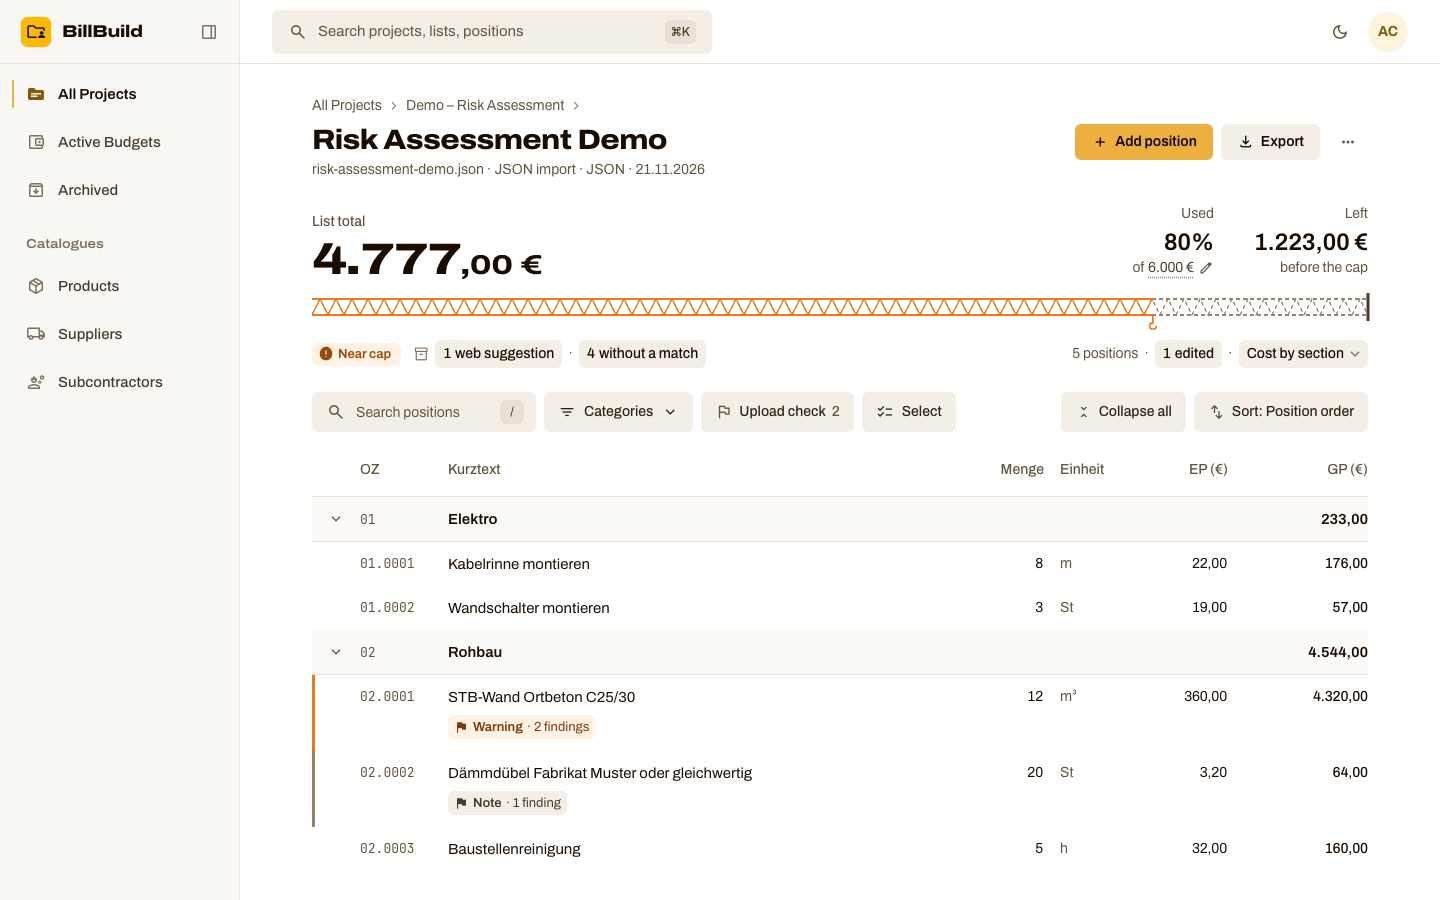 BillBuild
Search projects, lists, positions
⌘K
AC
All Projects
Active Budgets
Archived
Catalogues
Products
Suppliers
Subcontractors
All Projects
Demo – Risk Assessment
Risk Assessment Demo
Add position
Export
risk-assessment-demo.json · JSON import · JSON · 21.11.2026
List total
4.777,00 €
Used
80%
of 6.000 €
Left
1.223,00 €
before the cap
Near cap
1 web suggestion · 4 without a match
5 positions · 1 edited · Cost by section
Search positions /
Categories
Upload check 2
Select
Collapse all
Sort: Position order
OZ Kurztext Menge Einheit EP (€) GP (€)
01 Elektro 233,00
01.0001 Kabelrinne montieren 8 m 22,00 176,00
01.0002 Wandschalter montieren 3 St 19,00 57,00
02 Rohbau 4.544,00
02.0001 STB-Wand Ortbeton C25/30 12 m³ 360,00 4.320,00
Warning · 2 findings
02.0002 Dämmdübel Fabrikat Muster oder gleichwertig 20 St 3,20 64,00
Note · 1 finding
02.0003 Baustellenreinigung 5 h 32,00 160,00